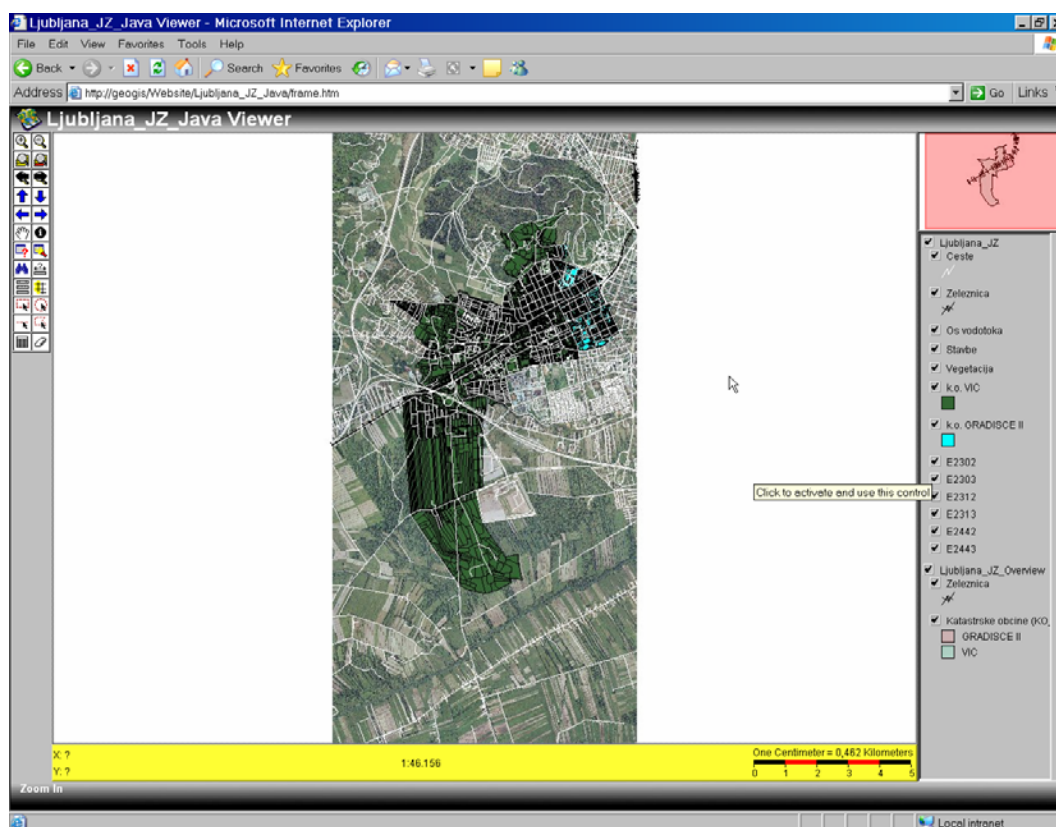 Ljubljana_JZ_Java Viewer - Microsoft Internet Explorer
File Edit View Favorites Tools Help
Back Search Favorites
Address http://geogis/Website/Ljubljana_JZ_Java/frame.htm Go Links
Ljubljana_JZ_Java Viewer
Ljubljana_JZ
Ceste
Zeleznica
Os vodotoka
Stavbe
Vegetacija
k.o. VIC
k.o. GRADISCE II
E2302
E2303
Click to activate and use this control
E2312
E2313
E2442
E2443
Ljubljana_JZ_Overview
Zeleznica
Katastrske obcine (KO_
GRADISCE II
VIC
X: ?
Y: ?
1:46.156
One Centimeter = 0,462 Kilometers
0 1 2 3 4 5
Zoom In
Local intranet